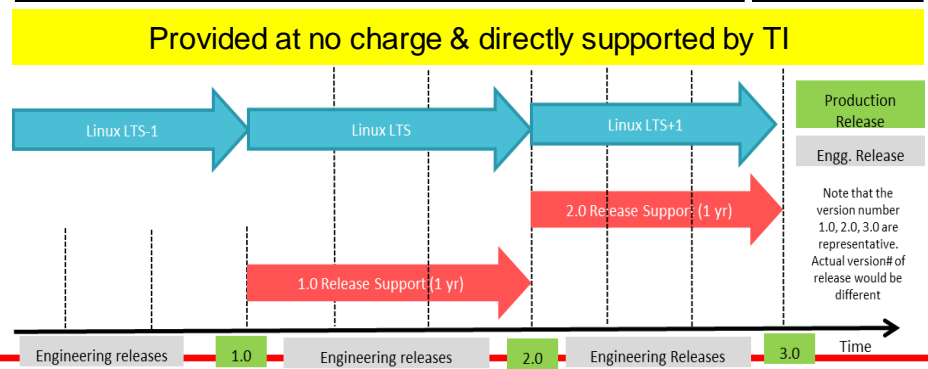 Provided at no charge & directly supported by TI
Linux LTS-1
Linux LTS
Linux LTS+1
Production
Release
Engg. Release
2.0 Release Support (1 yr)
1.0 Release Support (1 yr)
Note that the
version number
1.0, 2.0, 3.0 are
representative.
Actual version# of
release would be
different
Engineering releases
1.0
Engineering releases
2.0
Engineering Releases
3.0
Time